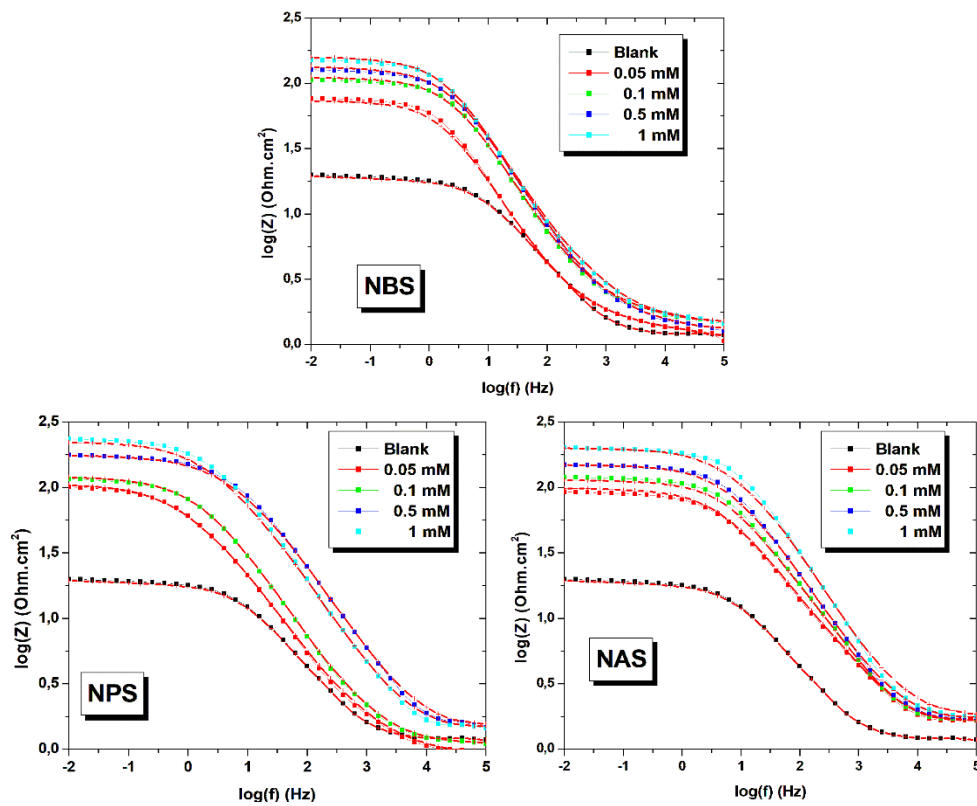 2,5
2,0
1,5
1,0
0,5
0,0
log(Z) (Ohm.cm²)
-2
-1
0
1
2
3
4
5
log(f) (Hz)
Blank
0.05 mM
0.1 mM
0.5 mM
1 mM
NBS
2,5
2,0
1,5
1,0
0,5
0,0
log(Z) (Ohm.cm²)
-2
-1
0
1
2
3
4
5
log(f) (Hz)
Blank
0.05 mM
0.1 mM
0.5 mM
1 mM
NPS
2,5
2,0
1,5
1,0
0,5
0,0
log(Z) (Ohm.cm²)
-2
-1
0
1
2
3
4
5
log(f) (Hz)
Blank
0.05 mM
0.1 mM
0.5 mM
1 mM
NAS